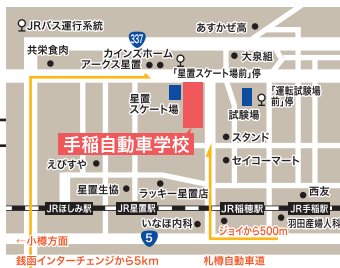 JRバス運行系統
あすかぜ高
337
共栄食肉
カインズホーム
大泉組
アークス星置
「星置スケート場前」停
「運転試験場
前」停
星置
スケート場
試験場
手稲自動車学校
スタンド
えびすや
セイコーマート
星置生協
ラッキー星置店
西友
JRほしみ駅
JR星置駅
JR稲穂駅
JR手稲駅
いなほ内科
ジョイから500m
羽田産婦人科
5
←小樽方面
銭函インターチェンジから5km
札樽自動車道